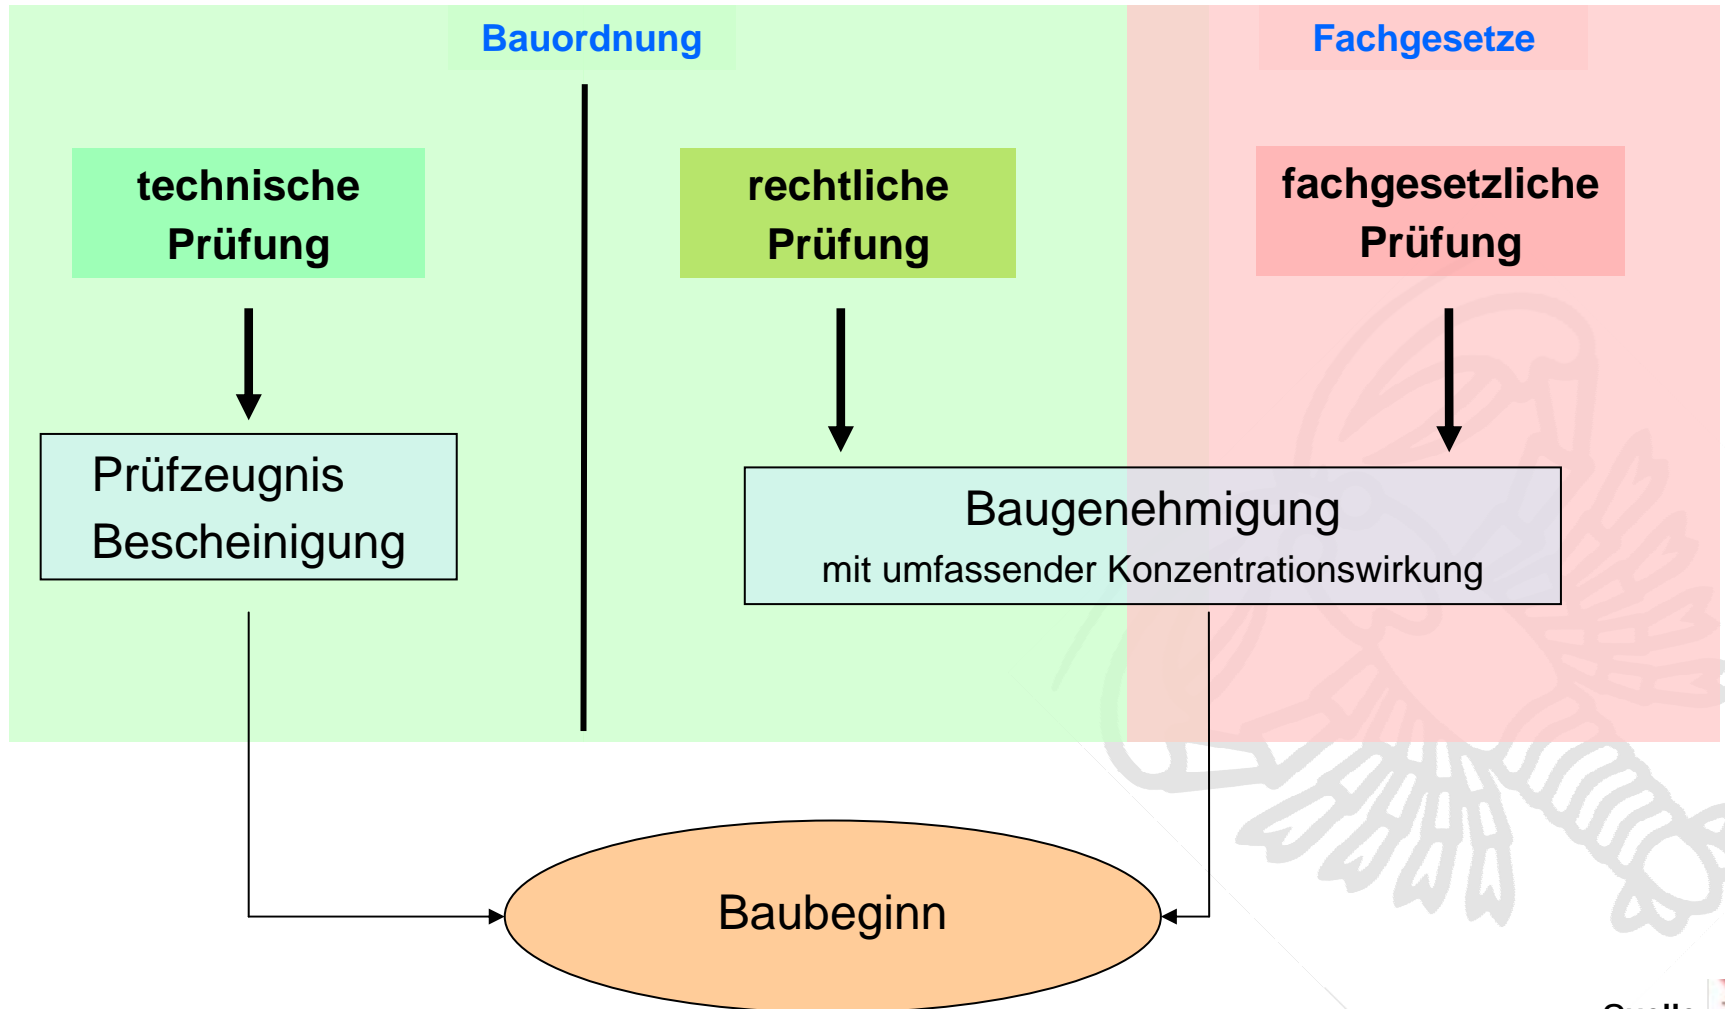 Bauordnung
Fachgesetze
technische
Prüfung
rechtliche
Prüfung
fachgesetzliche
Prüfung
Prüfzeugnis
Bescheinigung
Baugenehmigung
mit umfassender Konzentrationswirkung
Baubeginn